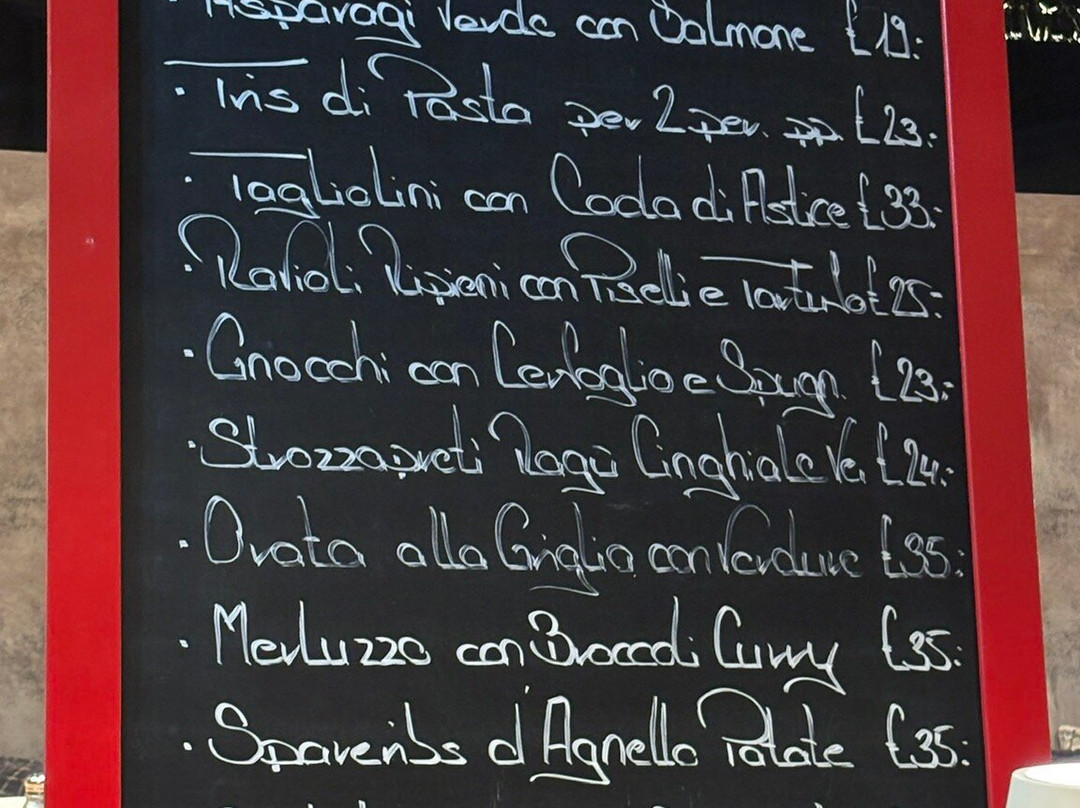 · Asparagi Verde con Salmone £ 19:
· Tris di Pasta per 2 per. pp. £ 23:
· Tagliolini con Coda di Astice £ 33:
· Ravioli Ripieni con Piselli e Tartufo £ 25:
· Gnocchi con Cerfoglio e Spugn. £ 23:
· Strozzapreti Ragù Cinghiale Ve. £ 24:
· Orata alla Griglia con Verdure £ 35:
· Merluzzo con Broccoli Curry £ 35:
· Spareribs d'Agnello Patate £ 35: